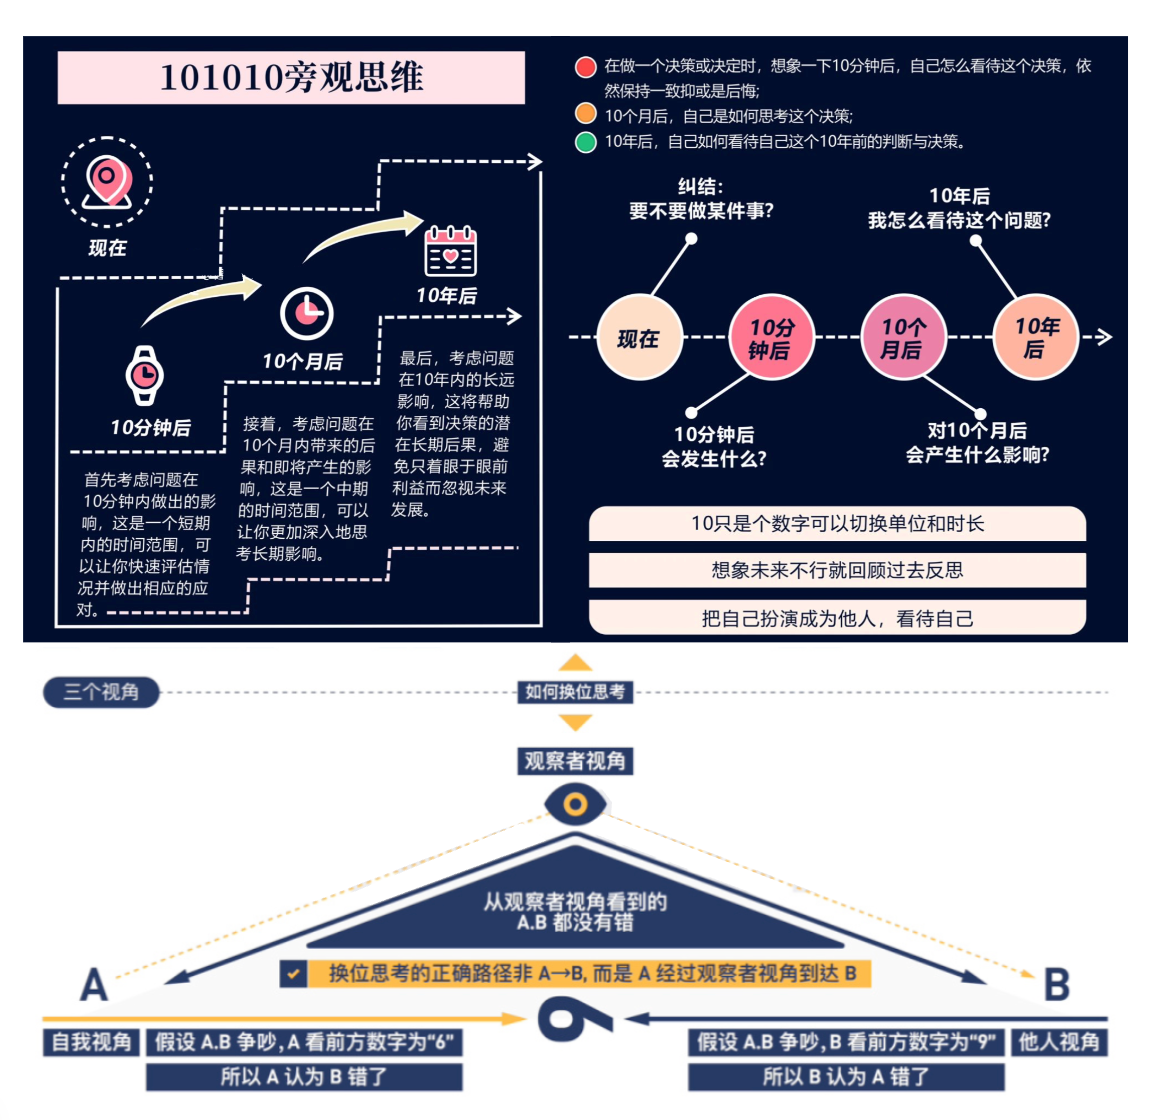 101010旁观思维
现在
10分钟后
10个月后
10年后
首先考虑问题在
10分钟内做出的影
响，这是一个短期
内的时间范围，可
以让你快速评估情
况并做出相应的应
对。
接着，考虑问题在
10个月内带来的后
果和即将产生的影
响，这是一个中期
的时间范围，可以
让你更加深入地思
考长期影响。
最后，考虑问题
在10年内的长远
影响，这将帮助
你看到决策的潜
在长期后果，避
免只着眼于眼前
利益而忽视未来
发展。
在做一个决策或决定时，想象一下10分钟后，自己怎么看待这个决策，依
然保持一致抑或是后悔;
10个月后，自己是如何思考这个决策;
10年后，自己如何看待自己这个10年前的判断与决策。
纠结:
要不要做某件事?
10年后
我怎么看待这个问题?
现在
10分
钟后
10个
月后
10年
后
10分钟后
会发生什么?
对10个月后
会产生什么影响?
10只是个数字可以切换单位和时长
想象未来不行就回顾过去反思
把自己扮演成为他人，看待自己
三个视角
如何换位思考
观察者视角
从观察者视角看到的
A.B 都没有错
换位思考的正确路径非 A→B, 而是 A 经过观察者视角到达 B
A
B
自我视角
假设 A.B 争吵, A 看前方数字为“6”
所以 A 认为 B 错了
假设 A.B 争吵, B 看前方数字为“9”
他人视角
所以 B 认为 A 错了